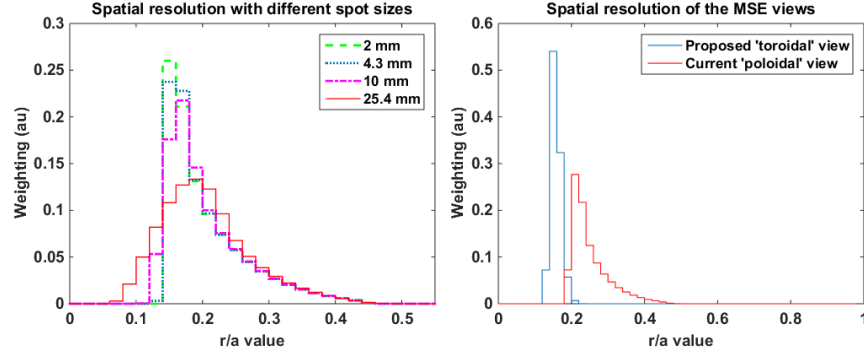 Spatial resolution with different spot sizes
0.3
0.25
0.2
0.15
0.1
0.05
0
Weighting (au)
2 mm
4.3 mm
10 mm
25.4 mm
0 0.1 0.2 0.3 0.4 0.5
r/a value
Spatial resolution of the MSE views
0.6
0.5
0.4
0.3
0.2
0.1
0
Weighting (au)
Proposed 'toroidal' view
Current 'poloidal' view
0 0.2 0.4 0.6 0.8 1
r/a value